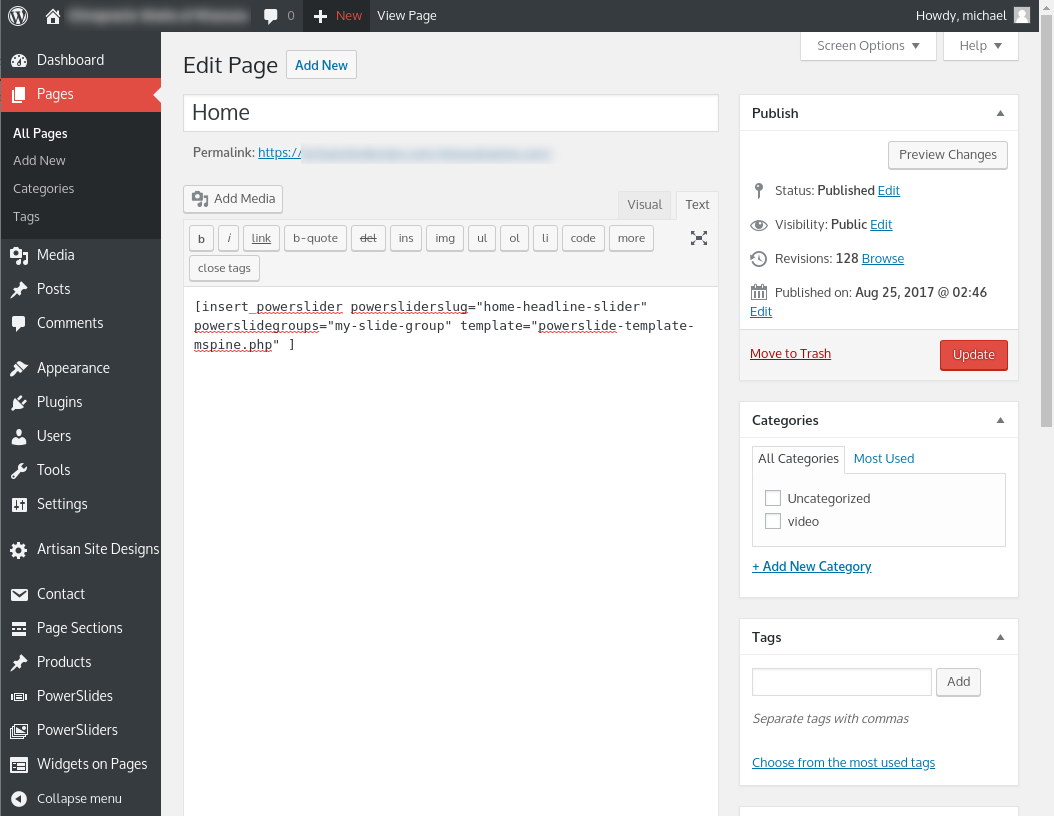 0 New View Page Howdy, michael
Screen Options Help
Dashboard
Pages
All Pages
Add New
Categories
Tags
Media
Posts
Comments
Appearance
Plugins
Users
Tools
Settings
Artisan Site Designs
Contact
Page Sections
Products
PowerSlides
PowerSliders
Widgets on Pages
Collapse menu
Edit Page Add New
Home
Permalink: https://
Add Media
Visual Text
b i link b-quote del ins img ul ol li code more
close tags
[insert_powerslider powersliderslug="home-headline-slider"
powerslidegroups="my-slide-group" template="powerslide-template-
mspine.php" ]
Publish
Preview Changes
Status: Published Edit
Visibility: Public Edit
Revisions: 128 Browse
Published on: Aug 25, 2017 @ 02:46
Edit
Move to Trash Update
Categories
All Categories Most Used
Uncategorized
video
+ Add New Category
Tags
Add
Separate tags with commas
Choose from the most used tags